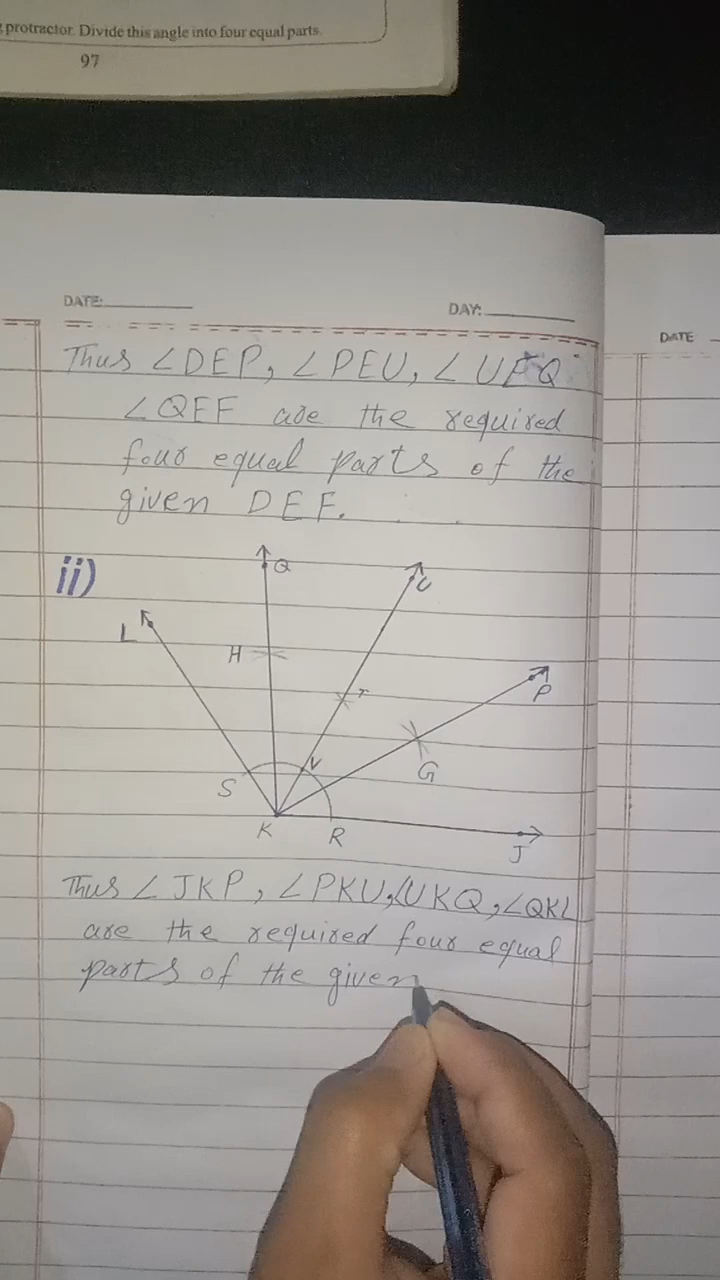 protractor. Divide this angle into four equal parts.
97
DATE:
DAY:
DATE
Thus ∠DEP, ∠PEU, ∠UEQ
∠QEF are the required
four equal parts of the
given DEF.
ii)
Q
U
L
H
T
P
V
G
S
K
R
J
Thus ∠JKP, ∠PKU, ∠UKQ, ∠QKL
are the required four equal
parts of the given